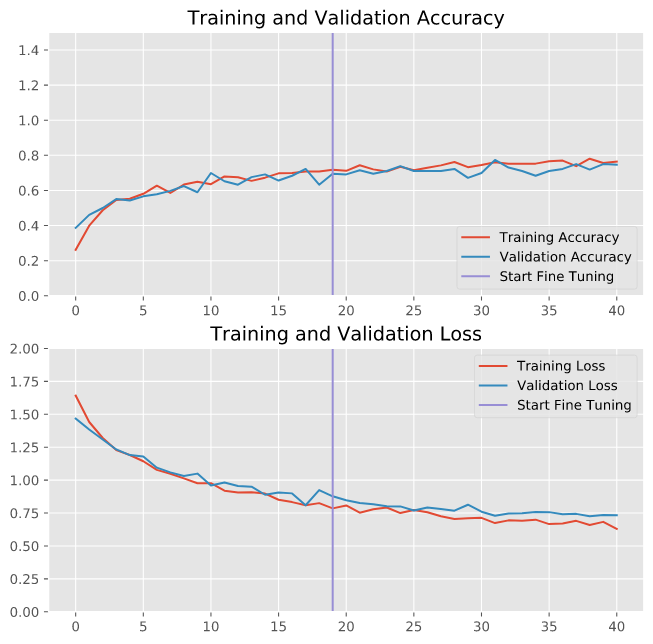 Training and Validation Accuracy
1.4
1.2
1.0
0.8
0.6
0.4
0.2
0.0
Training Accuracy
Validation Accuracy
Start Fine Tuning
0 5 10 15 20 25 30 35 40
Training and Validation Loss
2.00
1.75
1.50
1.25
1.00
0.75
0.50
0.25
0.00
Training Loss
Validation Loss
Start Fine Tuning
0 5 10 15 20 25 30 35 40